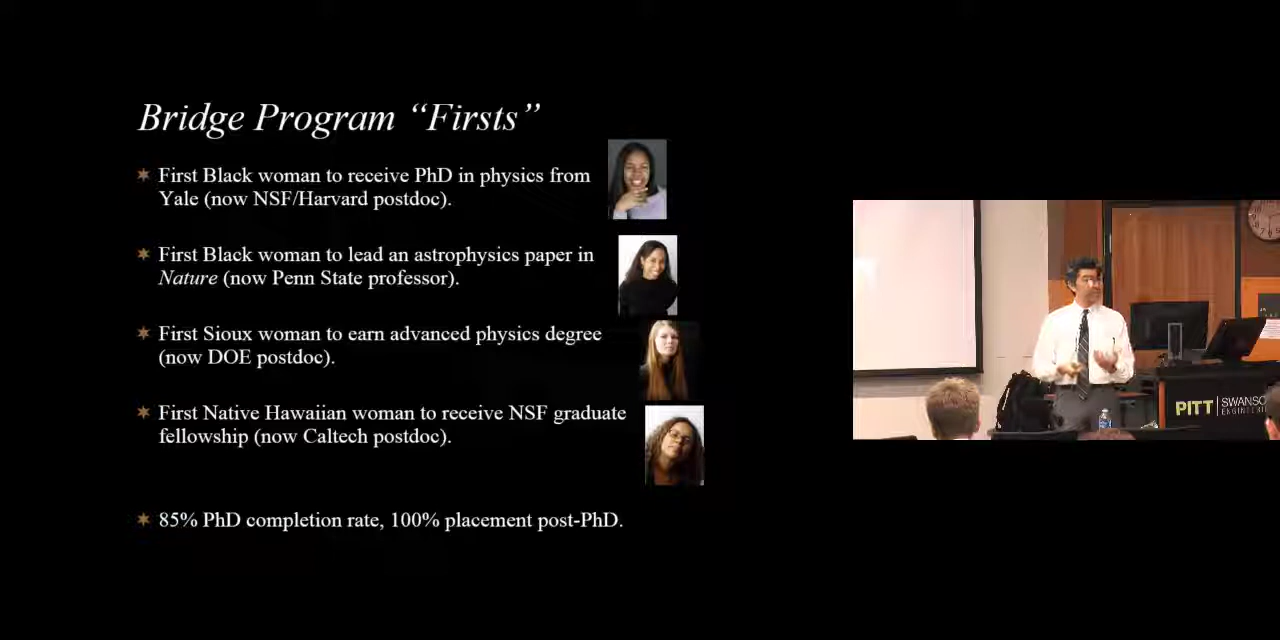 Bridge Program “Firsts”
First Black woman to receive PhD in physics from
Yale (now NSF/Harvard postdoc).
First Black woman to lead an astrophysics paper in
Nature (now Penn State professor).
First Sioux woman to earn advanced physics degree
(now DOE postdoc).
First Native Hawaiian woman to receive NSF graduate
fellowship (now Caltech postdoc).
85% PhD completion rate, 100% placement post-PhD.
PITT